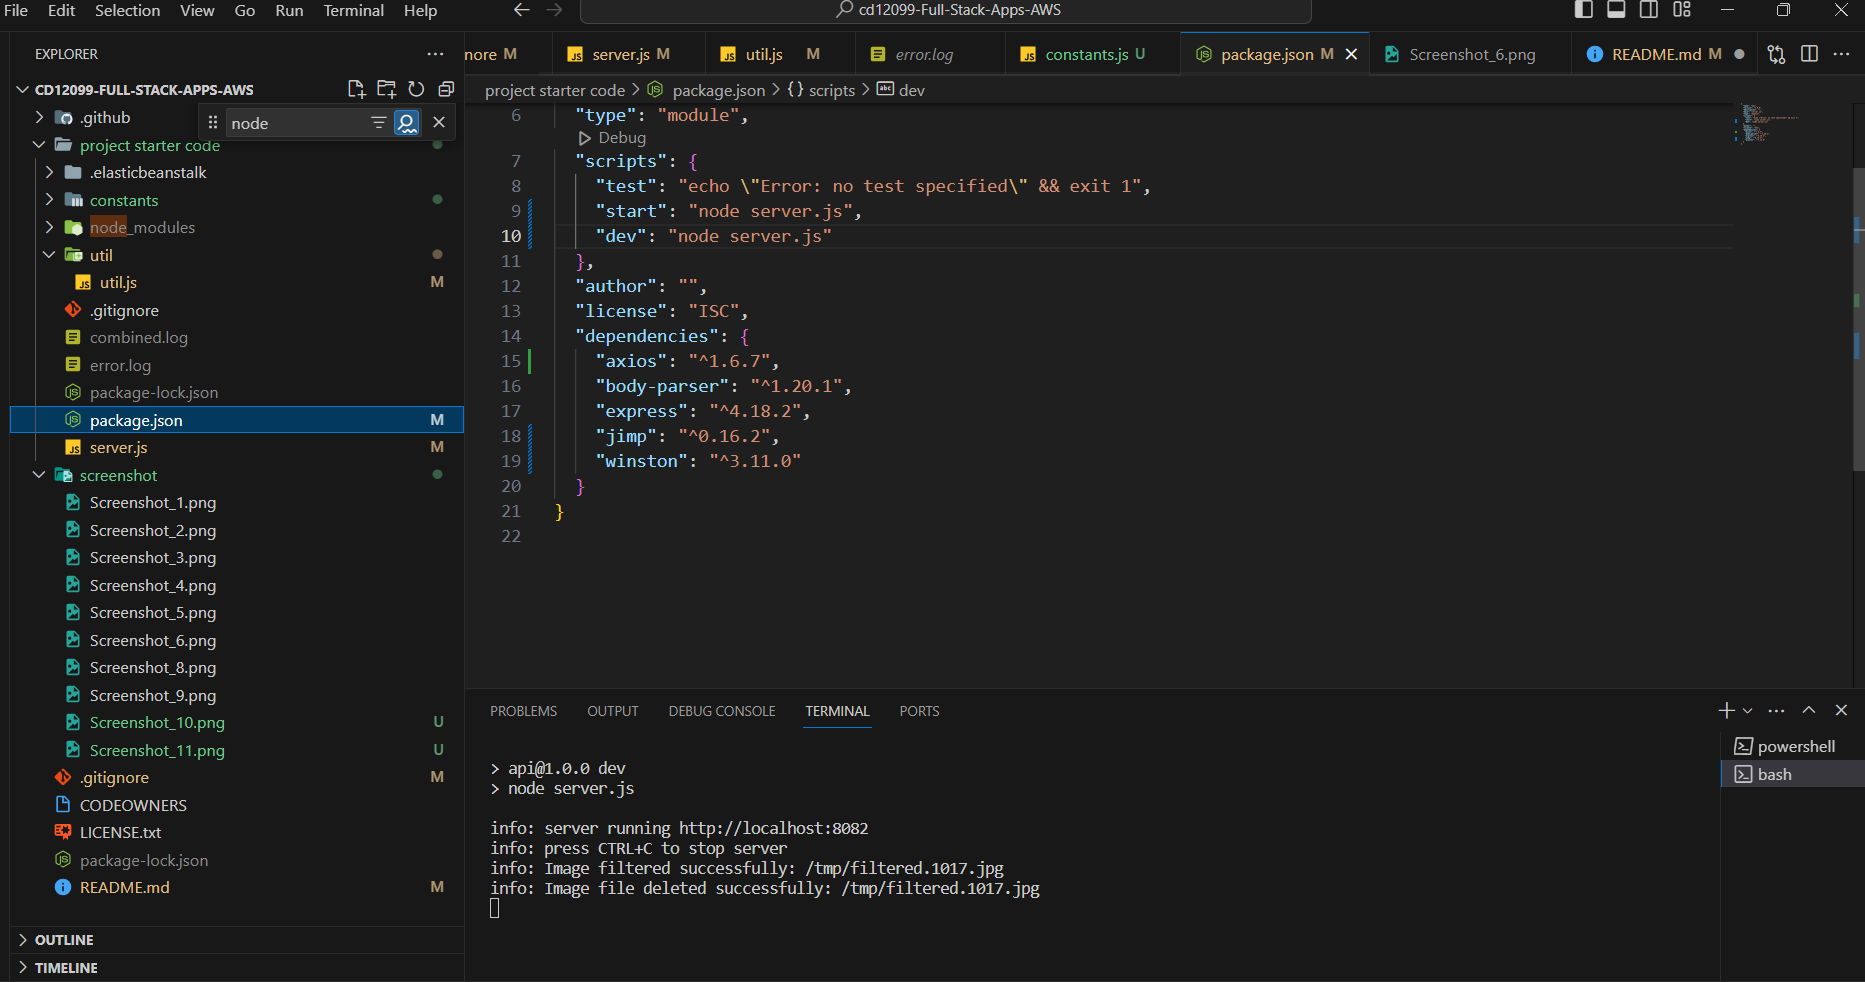 File Edit Selection View Go Run Terminal Help
cd12099-Full-Stack-Apps-AWS
EXPLORER
CD12099-FULL-STACK-APPS-AWS
node
.github
project starter code
.elasticbeanstalk
constants
node_modules
util
util.js M
.gitignore
combined.log
error.log
package-lock.json
package.json M
server.js M
screenshot
Screenshot_1.png
Screenshot_2.png
Screenshot_3.png
Screenshot_4.png
Screenshot_5.png
Screenshot_6.png
Screenshot_8.png
Screenshot_9.png
Screenshot_10.png U
Screenshot_11.png U
.gitignore M
CODEOWNERS
LICENSE.txt
package-lock.json
README.md M
OUTLINE
TIMELINE
nore M server.js M util.js M error.log constants.js U package.json M Screenshot_6.png README.md M
project starter code > package.json > {} scripts > abc dev
6 "type": "module",
Debug
7 "scripts": {
8 "test": "echo \"Error: no test specified\" && exit 1",
9 "start": "node server.js",
10 "dev": "node server.js"
11 },
12 "author": "",
13 "license": "ISC",
14 "dependencies": {
15 "axios": "^1.6.7",
16 "body-parser": "^1.20.1",
17 "express": "^4.18.2",
18 "jimp": "^0.16.2",
19 "winston": "^3.11.0"
20 }
21 }
22
PROBLEMS OUTPUT DEBUG CONSOLE TERMINAL PORTS
> api@1.0.0 dev
> node server.js
info: server running http://localhost:8082
info: press CTRL+C to stop server
info: Image filtered successfully: /tmp/filtered.1017.jpg
info: Image file deleted successfully: /tmp/filtered.1017.jpg
powershell
bash